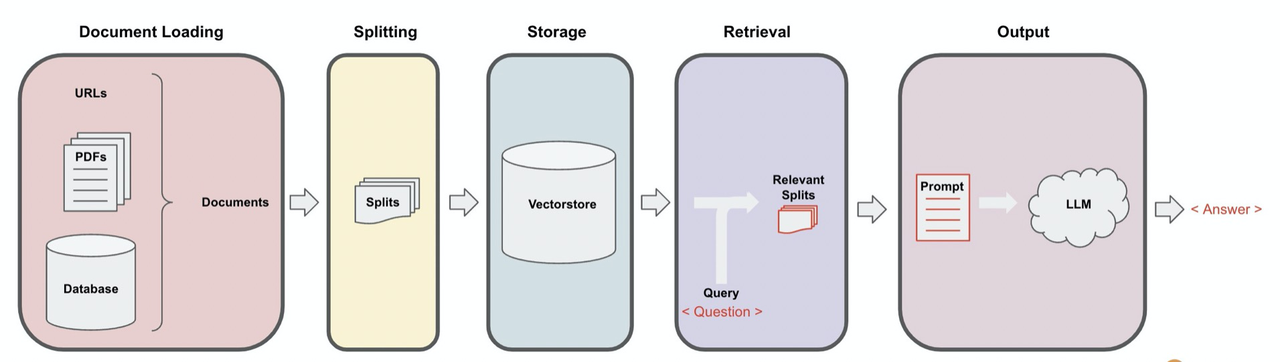 Document Loading
Splitting
Storage
Retrieval
Output
URLs
PDFs
Database
Documents
Splits
Vectorstore
Relevant
Splits
Query
< Question >
Prompt
LLM
< Answer >